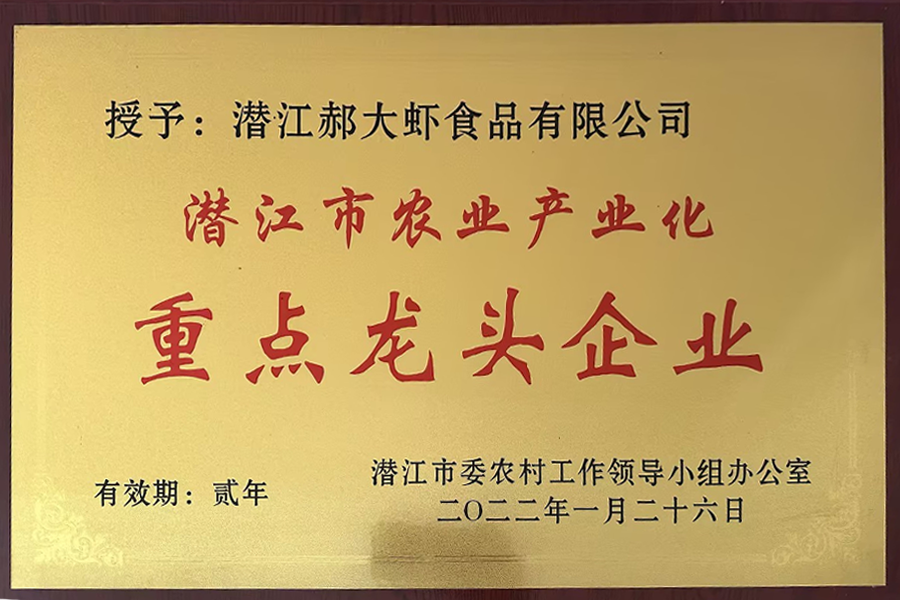 授予：潜江郝大虾食品有限公司
潜江市农业产业化
重点龙头企业
有效期：贰年
潜江市委农村工作领导小组办公室
二〇二二年一月二十六日